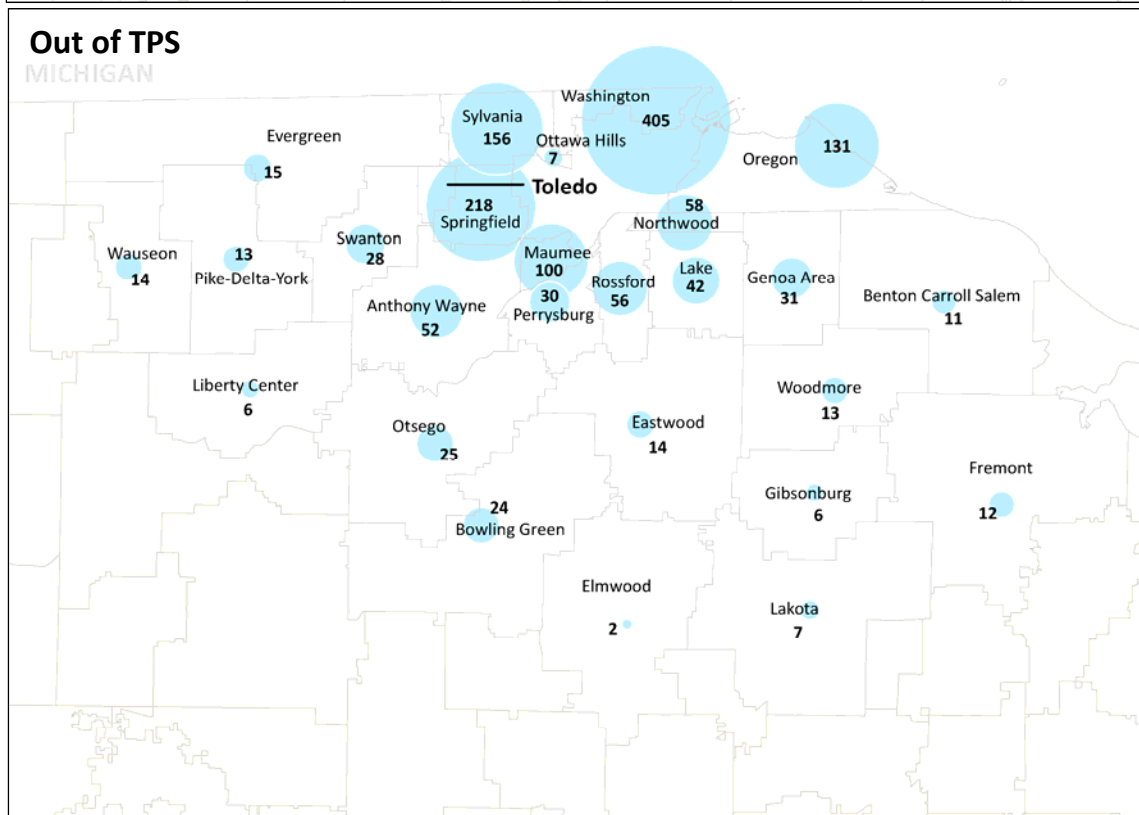 Out of TPS
MICHIGAN
Washington
405
Sylvania
156
Ottawa Hills
7
Evergreen
15
Oregon
131
Toledo
218
Springfield
58
Northwood
Swanton
28
Wauseon
14
13
Pike-Delta-York
Maumee
100
30
Perrysburg
Rossford
56
Lake
42
Genoa Area
31
Benton Carroll Salem
11
Anthony Wayne
52
Liberty Center
6
Woodmore
13
Otsego
25
Eastwood
14
Fremont
12
Gibsonburg
6
24
Bowling Green
Elmwood
2
Lakota
7